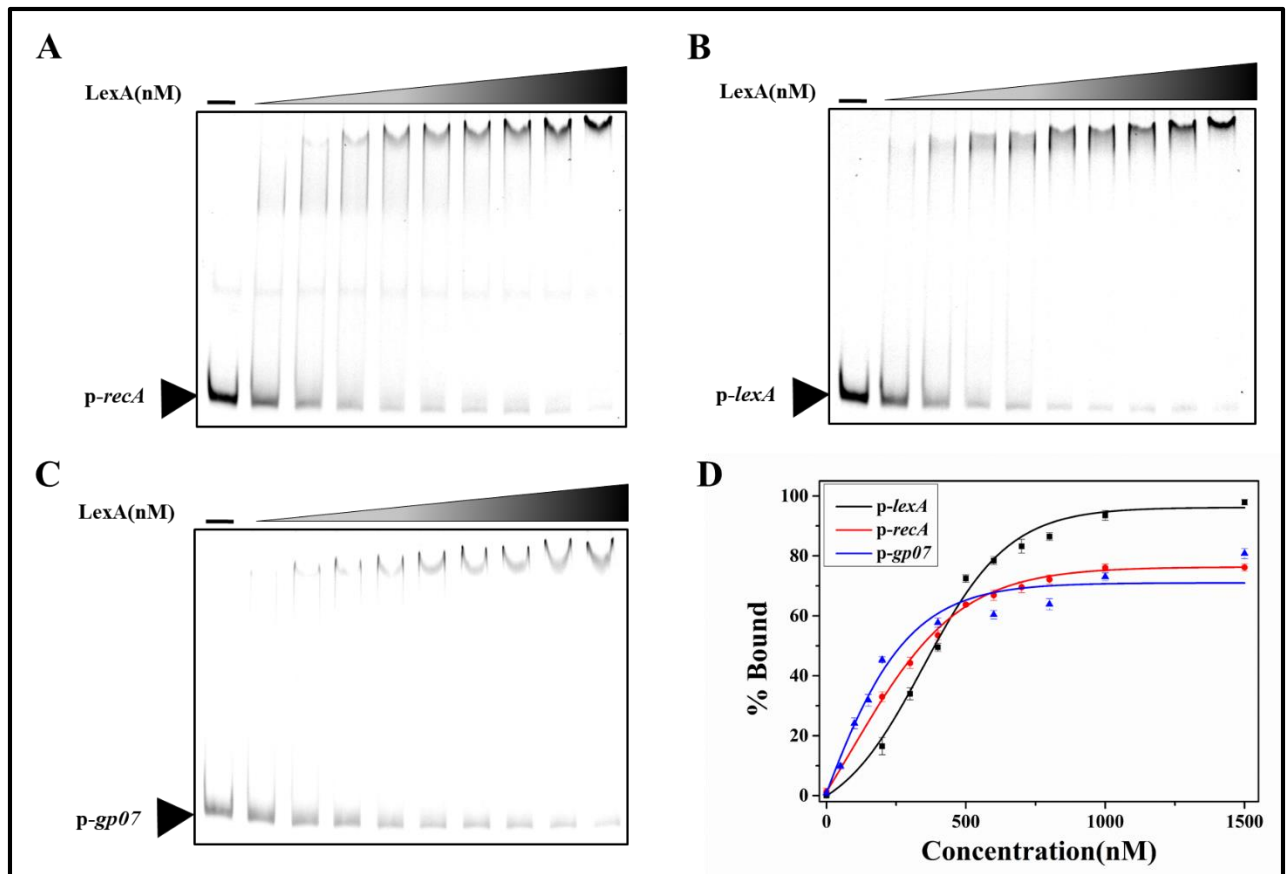 A
LexA(nM)
p-recA
B
LexA(nM)
p-lexA
C
LexA(nM)
p-gp07
D
p-lexA
p-recA
p-gp07
% Bound
100
80
60
40
20
0
0 500 1000 1500
Concentration(nM)